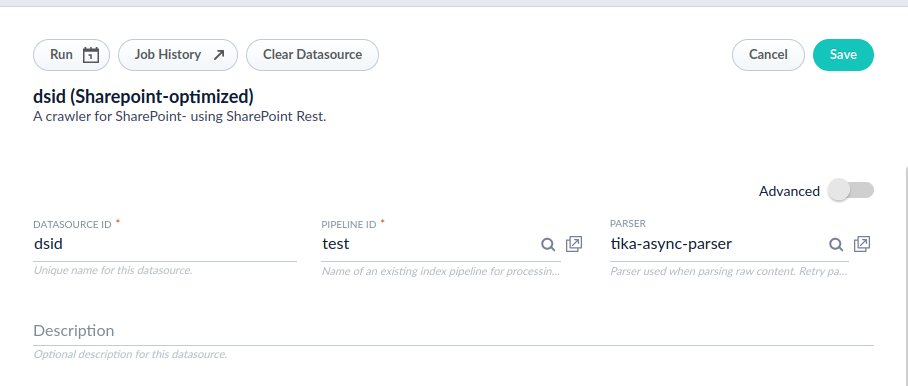 Run 1 Job History Clear Datasource Cancel Save
dsid (Sharepoint-optimized)
A crawler for SharePoint- using SharePoint Rest.
Advanced
DATASOURCE ID * PIPELINE ID * PARSER
dsid test tika-async-parser
Unique name for this datasource. Name of an existing index pipeline for processin... Parser used when parsing raw content. Retry pa...
Description
Optional description for this datasource.